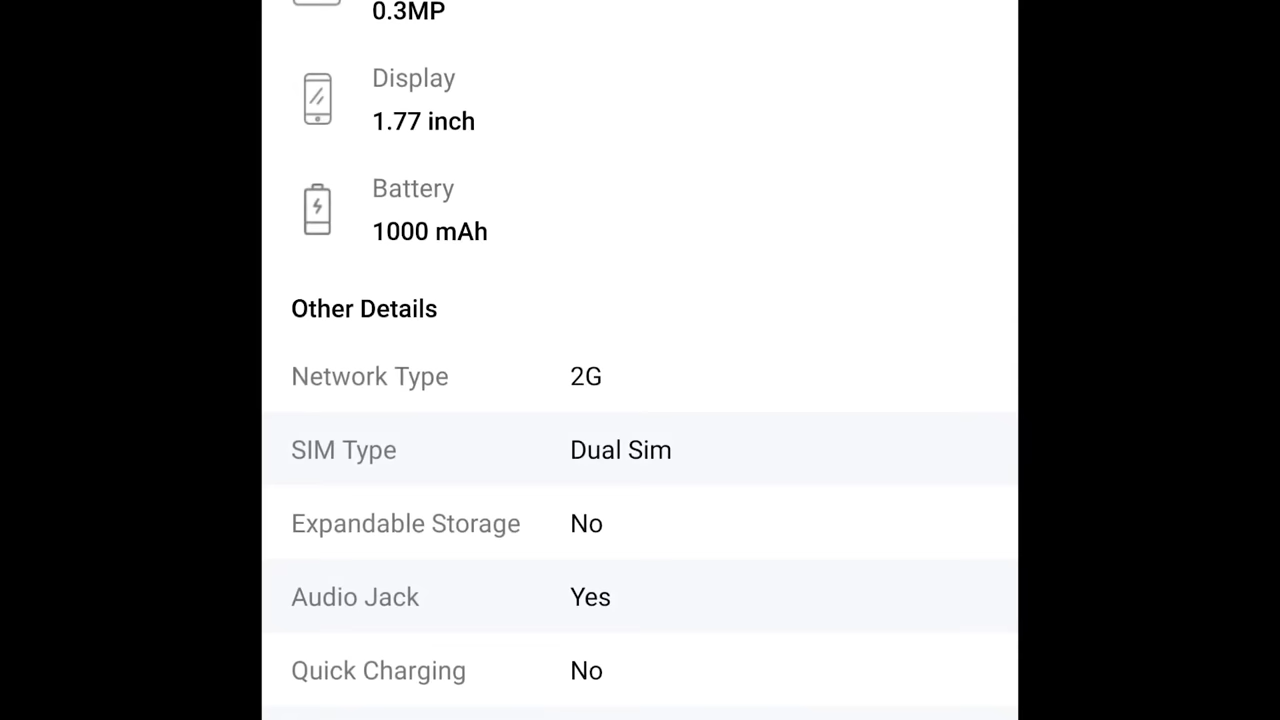 0.3MP
Display
1.77 inch
Battery
1000 mAh
Other Details
Network Type 2G
SIM Type Dual Sim
Expandable Storage No
Audio Jack Yes
Quick Charging No